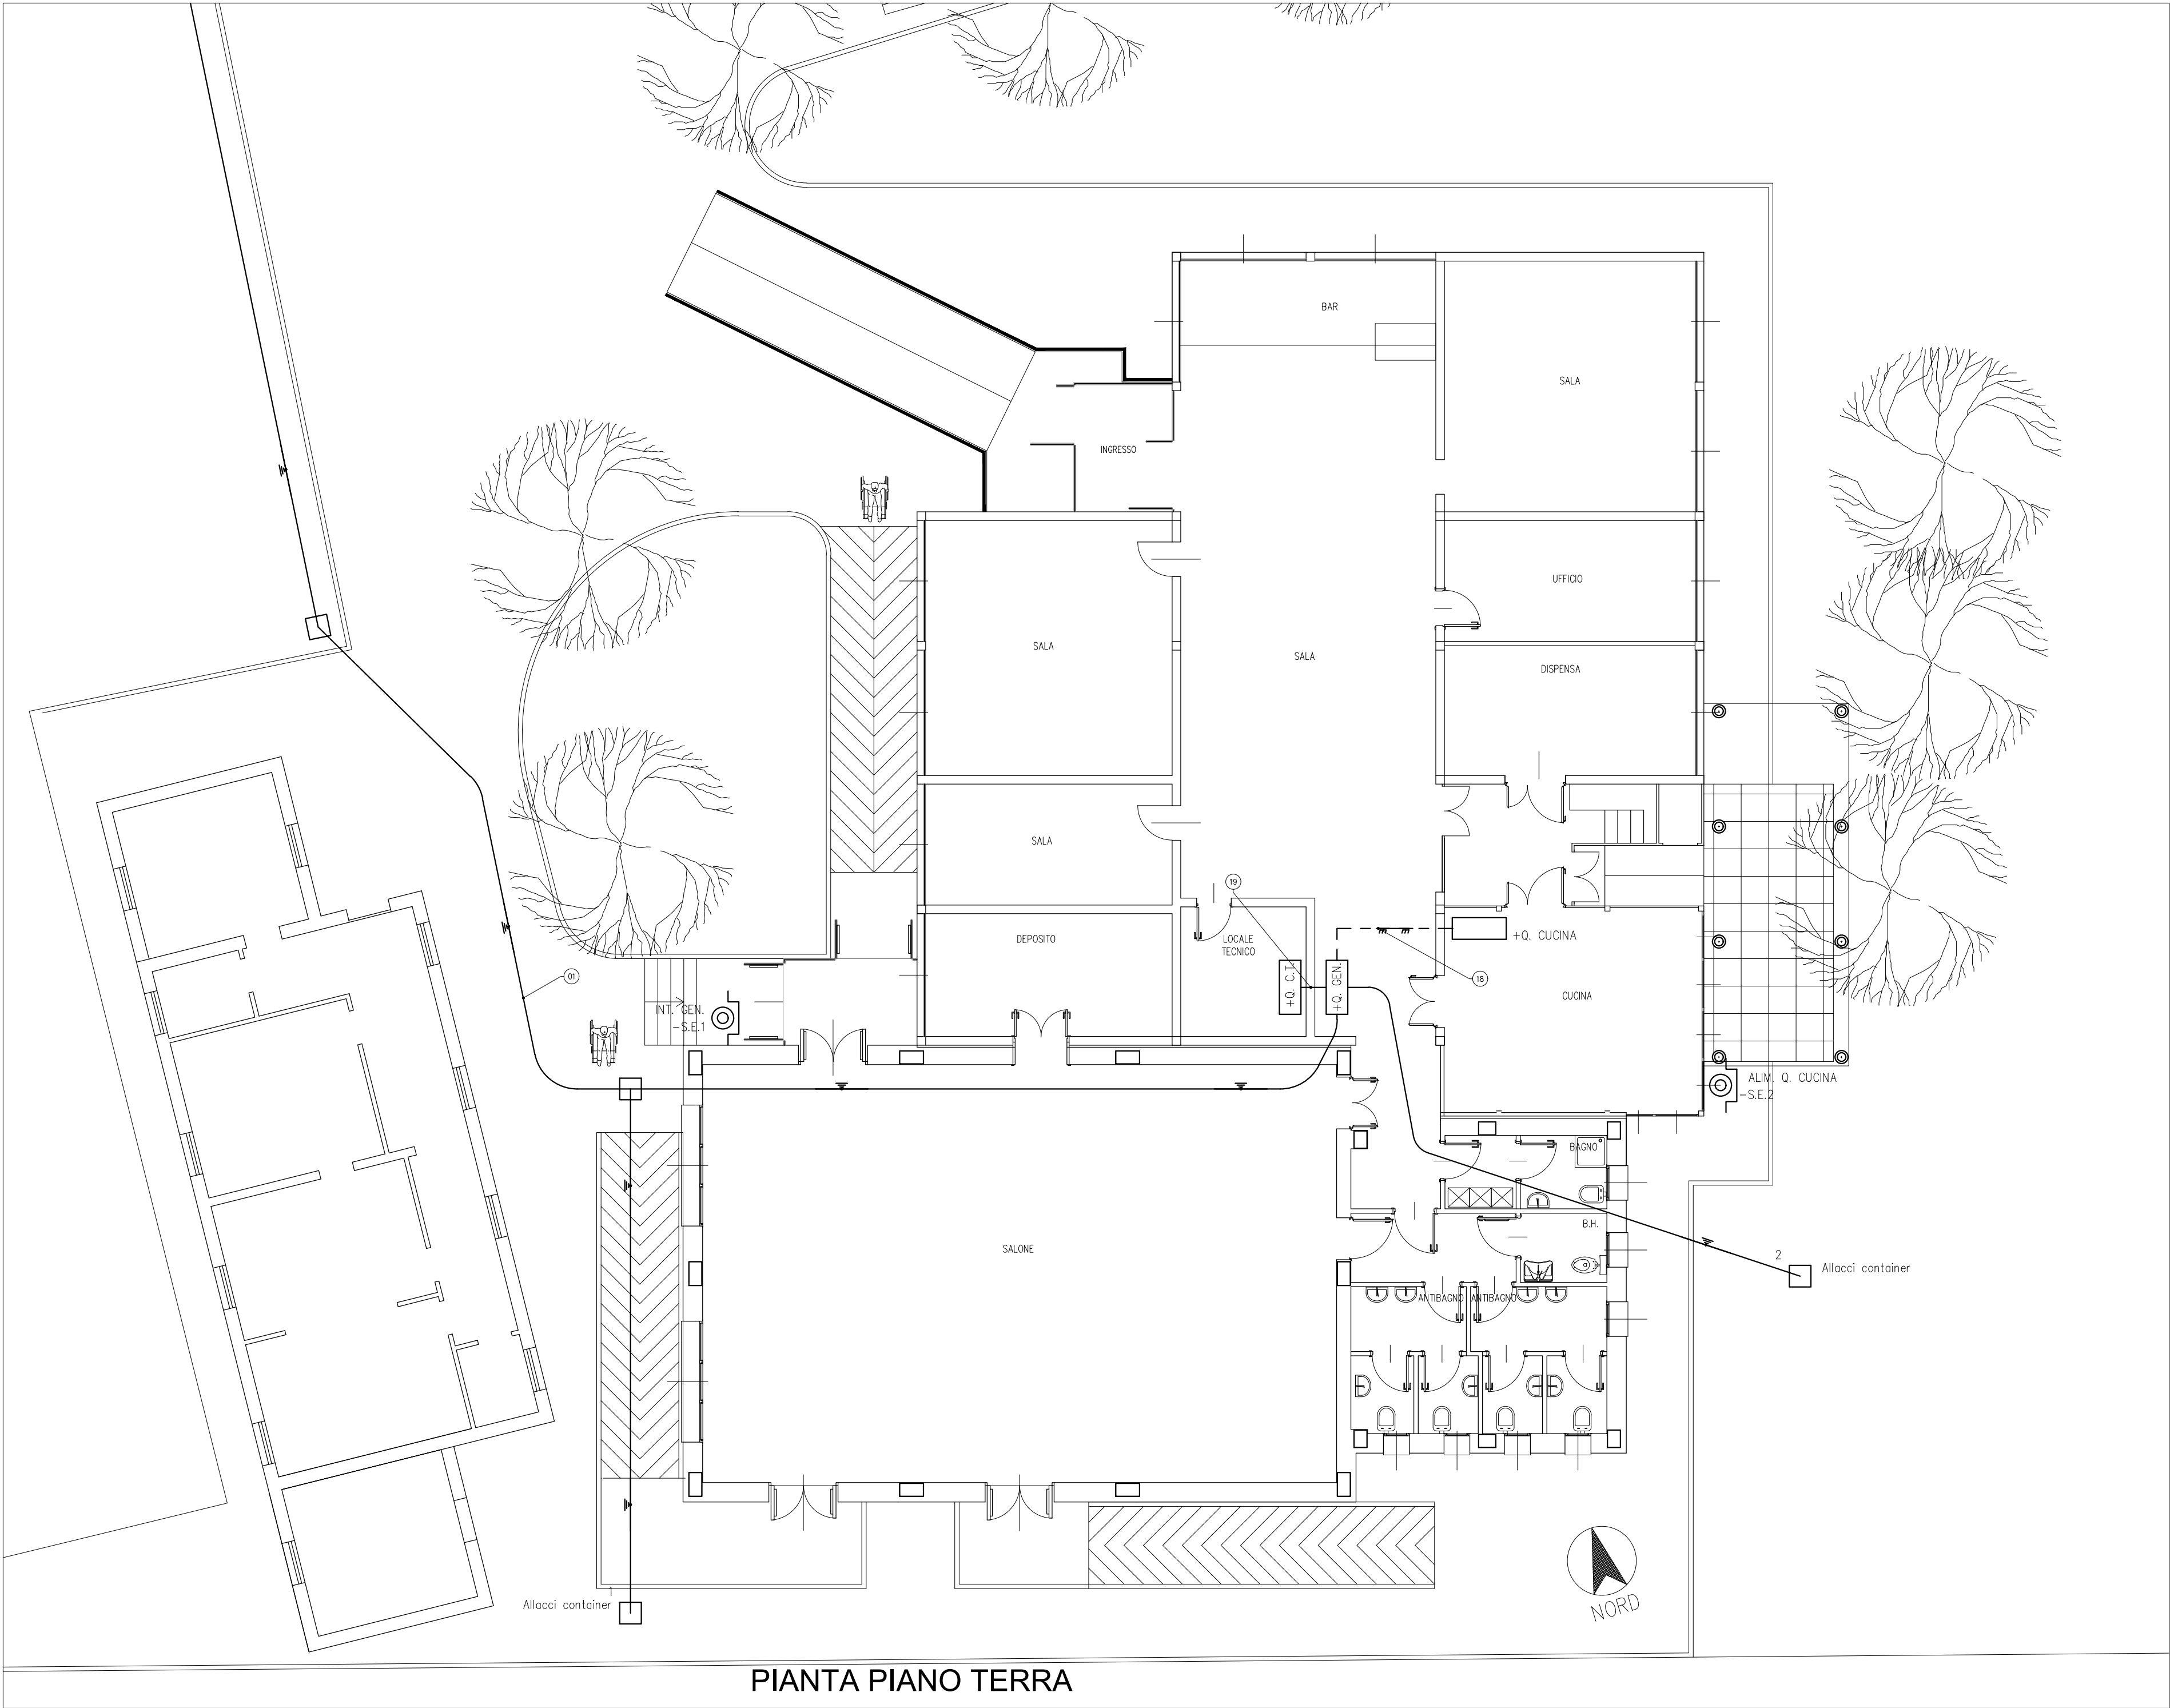 BAR
SALA
INGRESSO
UFFICIO
SALA
SALA
DISPENSA
SALA
19
DEPOSITO
LOCALE
TECNICO
+Q. CUCINA
01
+Q. C.T.
+Q. GEN.
18
CUCINA
INT. GEN.
-S.E.1
ALIM. Q. CUCINA
-S.E.2
BAGNO
B.H.
SALONE
2
Allacci container
ANTIBAGNO
ANTIBAGNO
1
Allacci container
NORD
PIANTA PIANO TERRA